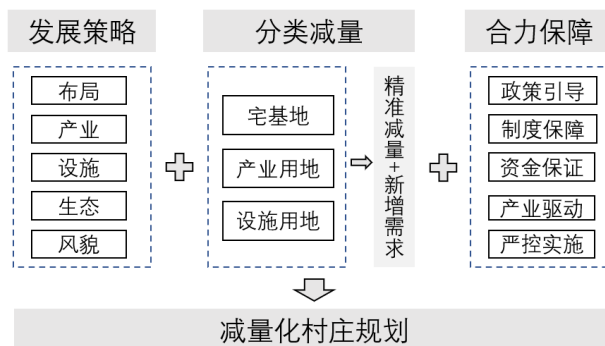 发展策略
布局
产业
设施
生态
风貌
分类减量
宅基地
产业用地
设施用地
精准减量+新增需求
合力保障
政策引导
制度保障
资金保证
产业驱动
严控实施
减量化村庄规划